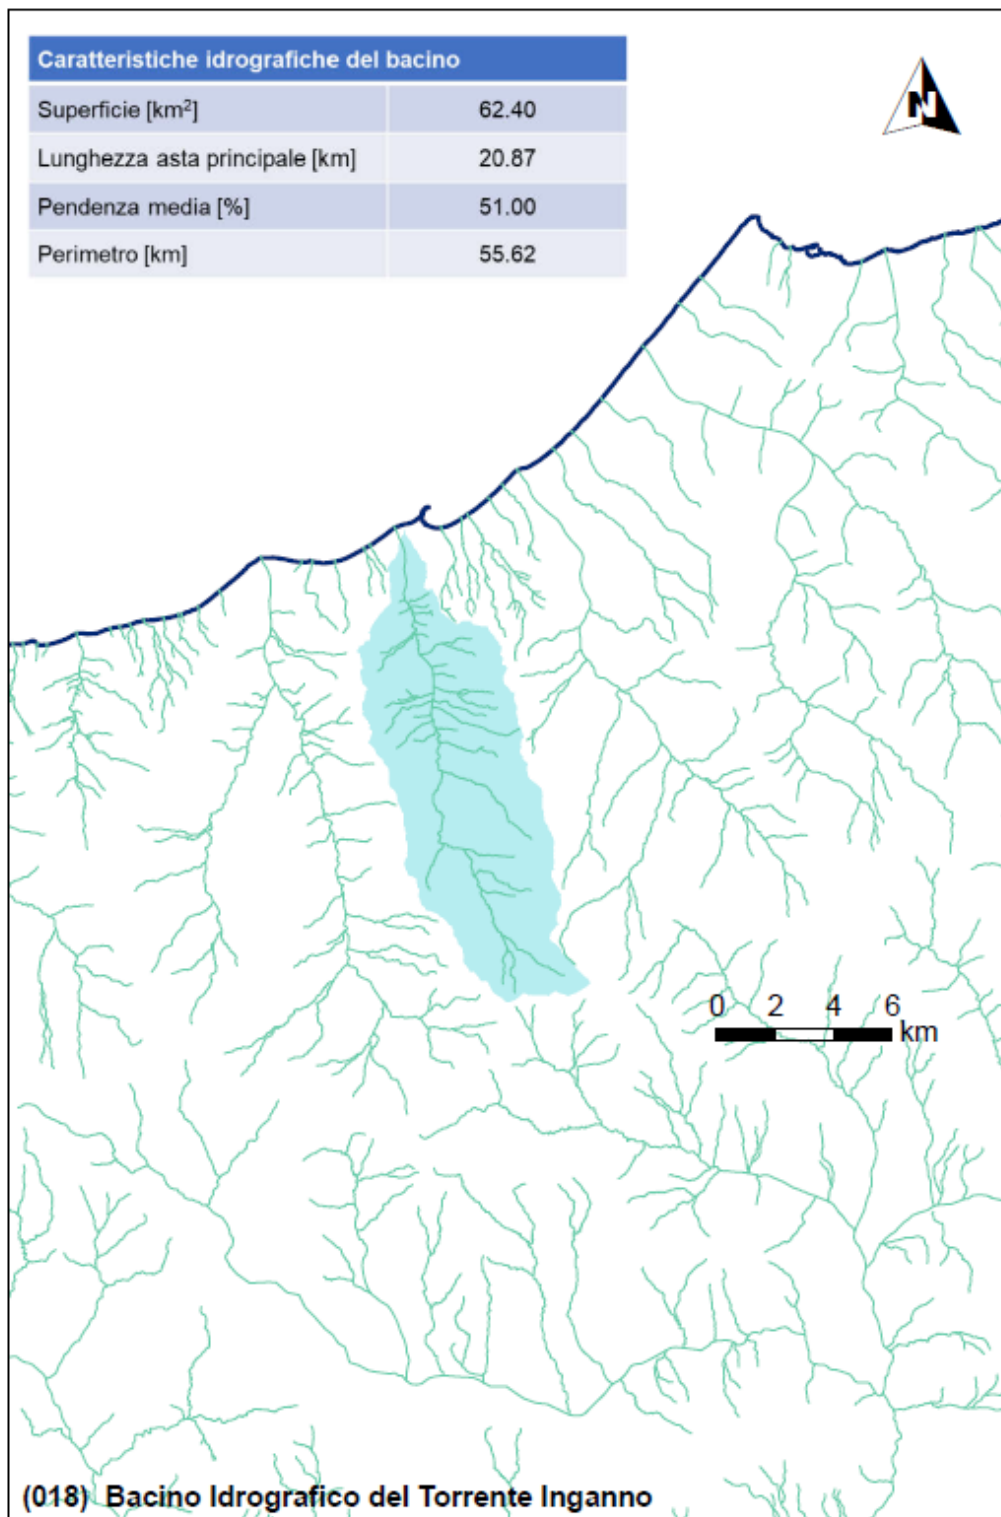 Caratteristiche idrografiche del bacino
Superficie [km²] 62.40
Lunghezza asta principale [km] 20.87
Pendenza media [%] 51.00
Perimetro [km] 55.62
N
0 2 4 6
km
(018) Bacino Idrografico del Torrente Inganno